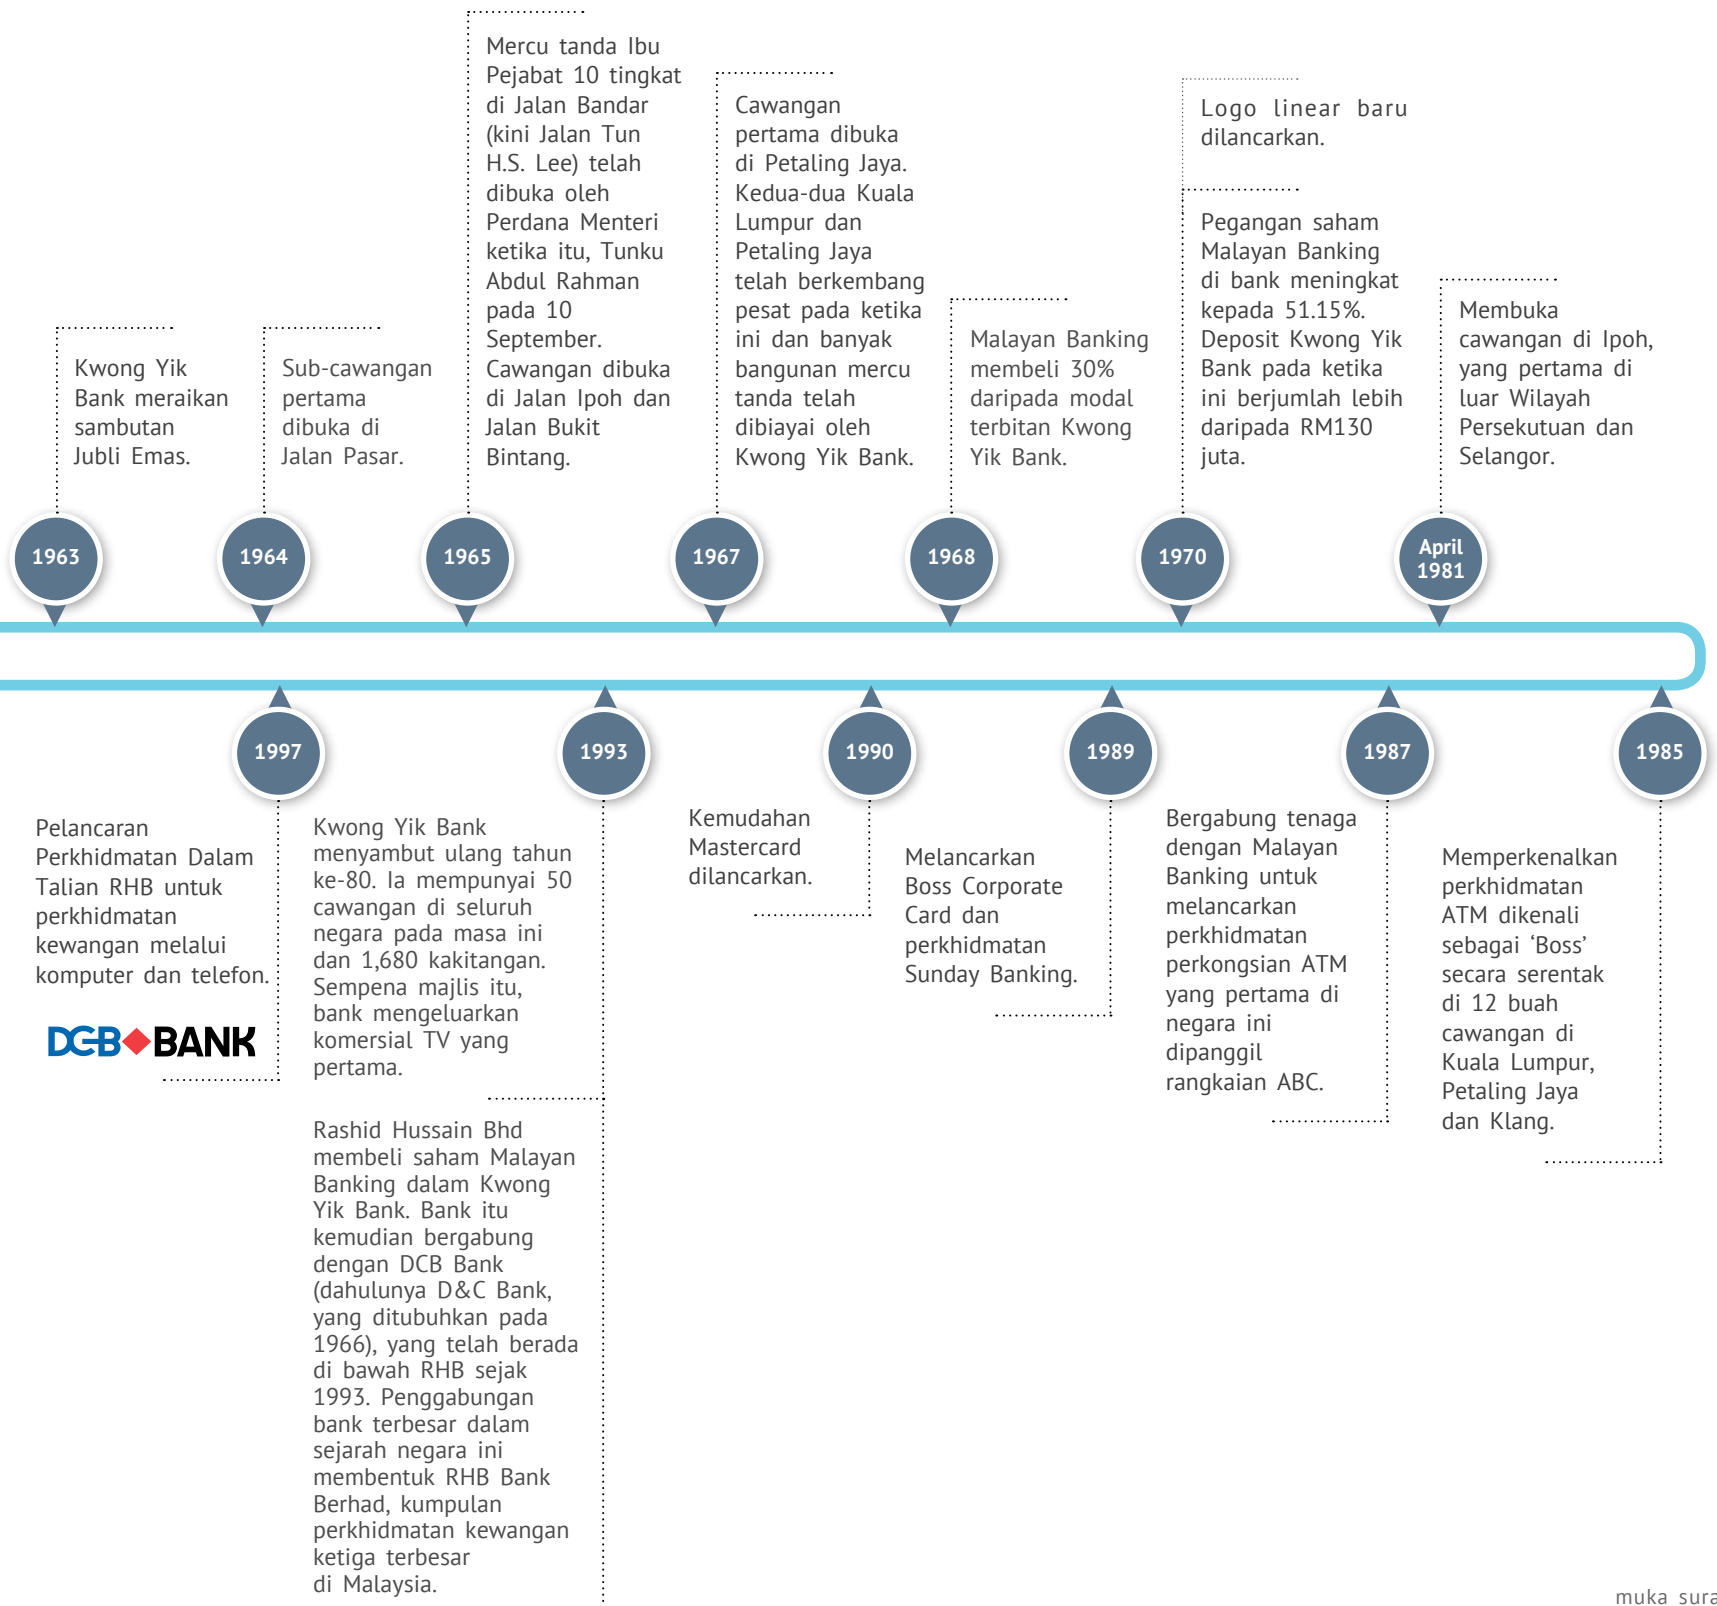 Mercu tanda Ibu
Pejabat 10 tingkat
di Jalan Bandar
(kini Jalan Tun
H.S. Lee) telah
dibuka oleh
Perdana Menteri
ketika itu, Tunku
Abdul Rahman
pada 10
September.
Cawangan dibuka
di Jalan Ipoh dan
Jalan Bukit
Bintang.
Cawangan
pertama dibuka
di Petaling Jaya.
Kedua-dua Kuala
Lumpur dan
Petaling Jaya
telah berkembang
pesat pada ketika
ini dan banyak
bangunan mercu
tanda telah
dibiayai oleh
Kwong Yik Bank.
Logo linear baru
dilancarkan.
Pegangan saham
Malayan Banking
di bank meningkat
kepada 51.15%.
Deposit Kwong Yik
Bank pada ketika
ini berjumlah lebih
daripada RM130
juta.
Membuka
cawangan di Ipoh,
yang pertama di
luar Wilayah
Persekutuan dan
Selangor.
Kwong Yik
Bank meraikan
sambutan
Jubli Emas.
Sub-cawangan
pertama
dibuka di
Jalan Pasar.
Malayan Banking
membeli 30%
daripada modal
terbitan Kwong
Yik Bank.
1963
1964
1965
1967
1968
1970
April
1981
1997
1993
1990
1989
1987
1985
Pelancaran
Perkhidmatan Dalam
Talian RHB untuk
perkhidmatan
kewangan melalui
komputer dan telefon.
DCB BANK
Kwong Yik Bank
menyambut ulang tahun
ke-80. Ia mempunyai 50
cawangan di seluruh
negara pada masa ini
dan 1,680 kakitangan.
Sempena majlis itu,
bank mengeluarkan
komersial TV yang
pertama.
Rashid Hussain Bhd
membeli saham Malayan
Banking dalam Kwong
Yik Bank. Bank itu
kemudian bergabung
dengan DCB Bank
(dahulunya D&C Bank,
yang ditubuhkan pada
1966), yang telah berada
di bawah RHB sejak
1993. Penggabungan
bank terbesar dalam
sejarah negara ini
membentuk RHB Bank
Berhad, kumpulan
perkhidmatan kewangan
ketiga terbesar
di Malaysia.
Kemudahan
Mastercard
dilancarkan.
Melancarkan
Boss Corporate
Card dan
perkhidmatan
Sunday Banking.
Bergabung tenaga
dengan Malayan
Banking untuk
melancarkan
perkhidmatan
perkongsian ATM
yang pertama di
negara ini
dipanggil
rangkaian ABC.
Memperkenalkan
perkhidmatan
ATM dikenali
sebagai ‘Boss’
secara serentak
di 12 buah
cawangan di
Kuala Lumpur,
Petaling Jaya
dan Klang.
muka sura